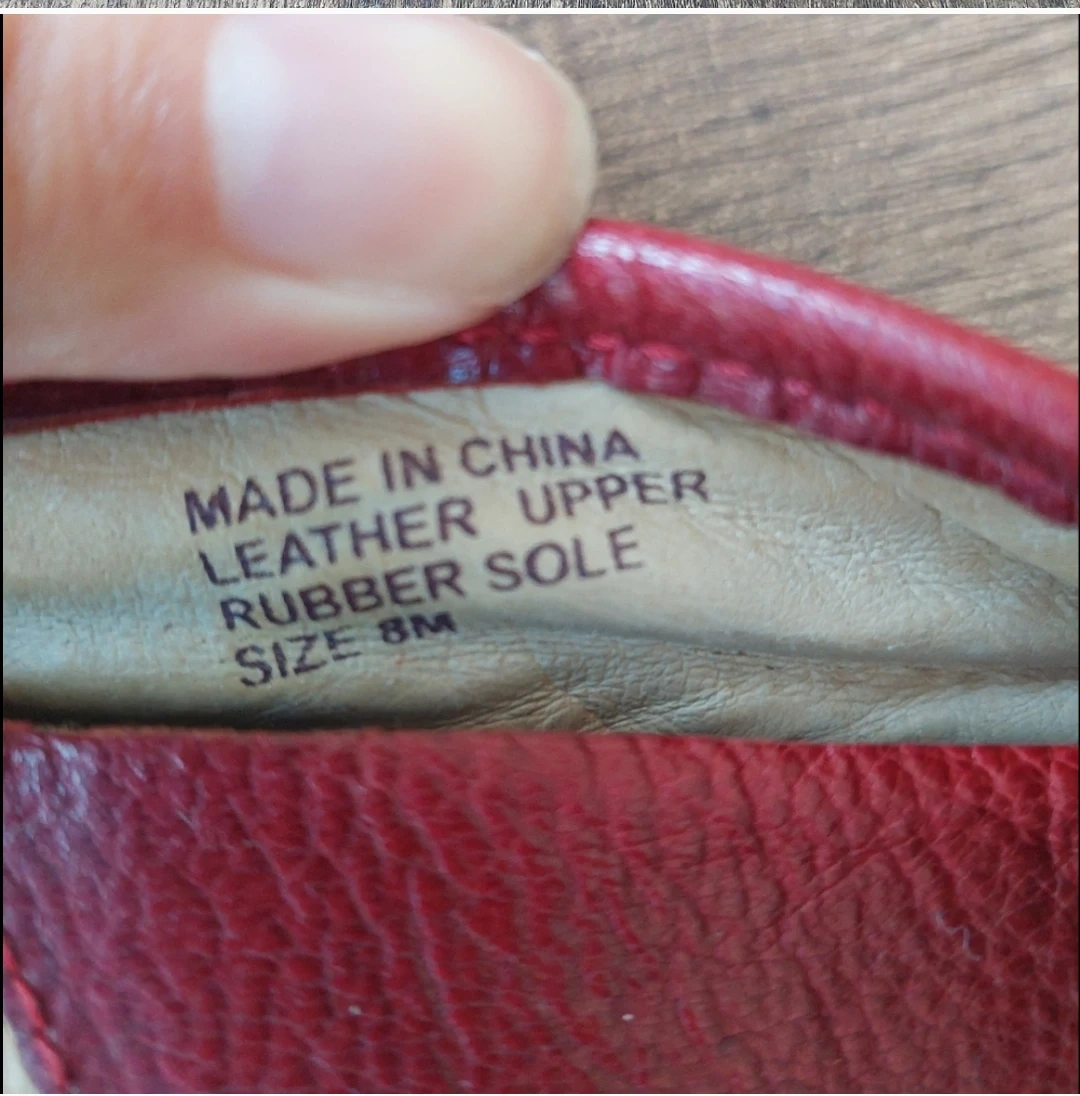 MADE IN CHINA
LEATHER UPPER
RUBBER SOLE
SIZE 8M